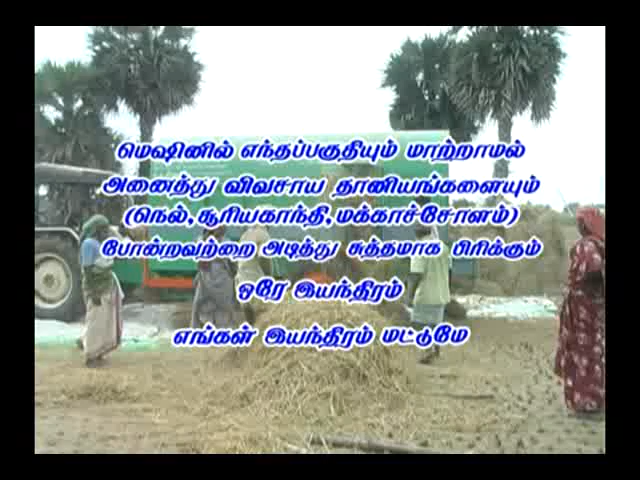 மெஷினில் எந்தப்பகுதியும் மாற்றாமல்
அனைத்து விவசாய தானியங்களையும்
(நெல்,சூரியகாந்தி,மக்காச்சோளம்)
போன்றவற்றை அடித்து சுத்தமாக பிரிக்கும்
ஒரே இயந்திரம்
எங்கள் இயந்திரம் மட்டுமே